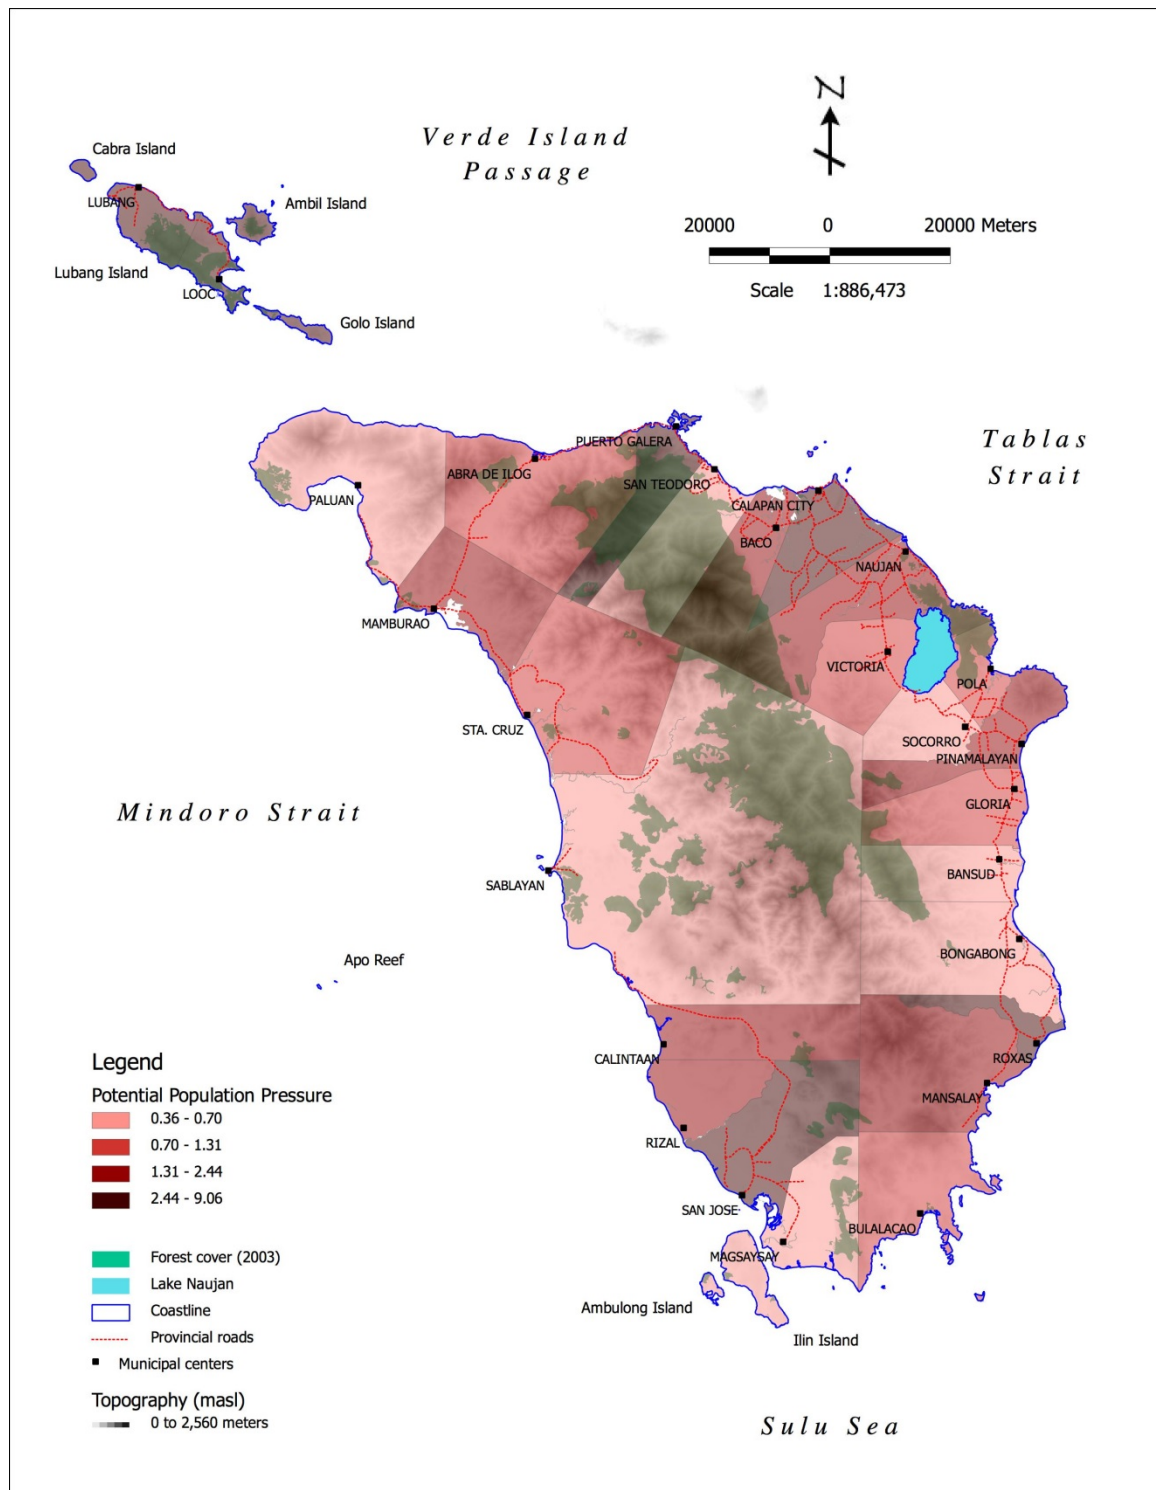 Z
Verde Island
Passage
Cabra Island
LUBANG
Ambil Island
Lubang Island
LOOC
Golo Island
20000 0 20000 Meters
Scale 1:886,473
Tablas
Strait
PUERTO GALERA
ABRA DE ILOG
SAN TEODORO
PALUAN
CALAPAN CITY
BACO
NAUJAN
MAMBURAO
VICTORIA
POLA
STA. CRUZ
SOCORRO
PINAMALAYAN
GLORIA
Mindoro Strait
BANSUD
SABLAYAN
BONGABONG
Apo Reef
CALINTAAN
ROXAS
MANSALAY
RIZAL
SAN JOSE
BULALACAO
MAGSAYSAY
Ambulong Island
Ilin Island
Sulu Sea
Legend
Potential Population Pressure
0.36 - 0.70
0.70 - 1.31
1.31 - 2.44
2.44 - 9.06
Forest cover (2003)
Lake Naujan
Coastline
Provincial roads
Municipal centers
Topography (masl)
0 to 2,560 meters